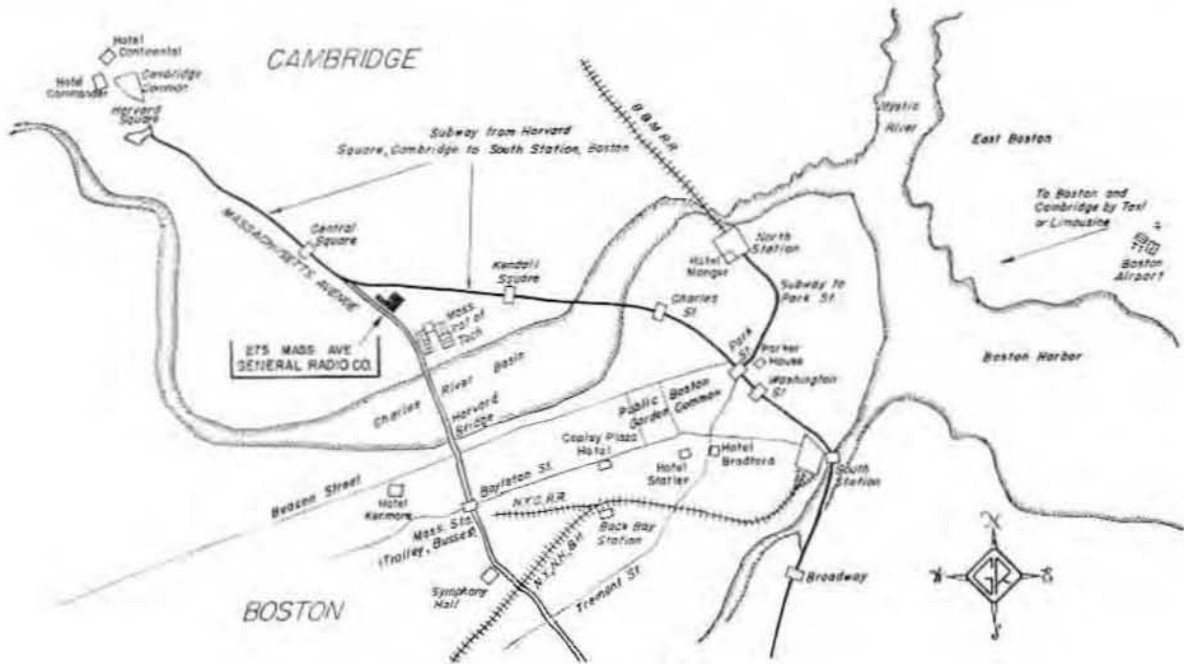 Hotel
Continental
CAMBRIDGE
Hotel
Commander
Cambridge
Common
Harvard
Square
Subway from Harvard
Square, Cambridge to South Station, Boston
B.&M. R.R.
Mystic
River
East Boston
To Boston and
Cambridge by Taxi
or Limousine
Boston
Airport
MASSACHUSETTS AVENUE
Central
Square
Kendall
Square
North
Station
Hotel
Manger
Subway to
Park St.
Charles
St.
Mass.
Inst of
Tech
275 MASS AVE
GENERAL RADIO CO.
Park
St.
Parker
House
Washington
St.
Boston Harbor
Charles River Basin
Harvard
Bridge
Public
Garden
Boston
Common
Copley Plaza
Hotel
Hotel
Statler
Hotel
Bradford
South
Station
Beacon Street
Boylston St.
Hotel
Kenmore
Mass. Sta.
(Trolley, Busses)
N.Y.C. R.R.
Back Bay
Station
N.Y., N.H. & H.
Symphony
Hall
Tremont St.
Broadway
BOSTON
N
E
S
GR